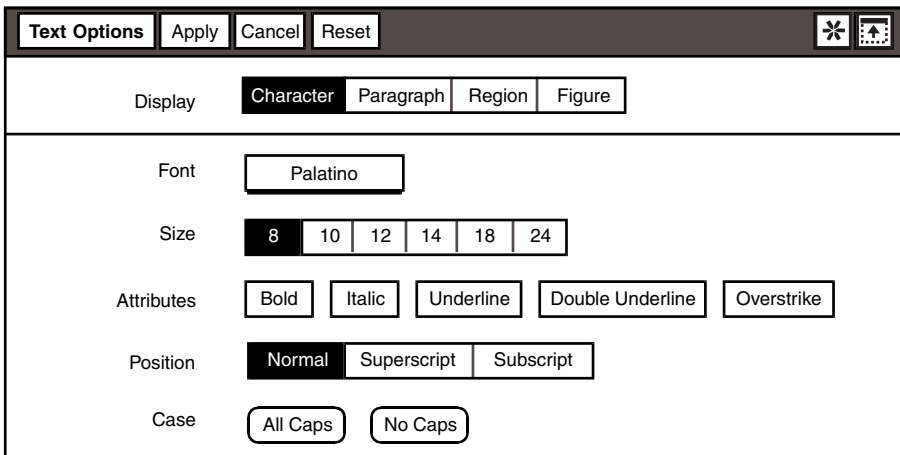 Text Options Apply Cancel Reset
Display Character Paragraph Region Figure
Font Palatino
Size 8 10 12 14 18 24
Attributes Bold Italic Underline Double Underline Overstrike
Position Normal Superscript Subscript
Case All Caps No Caps